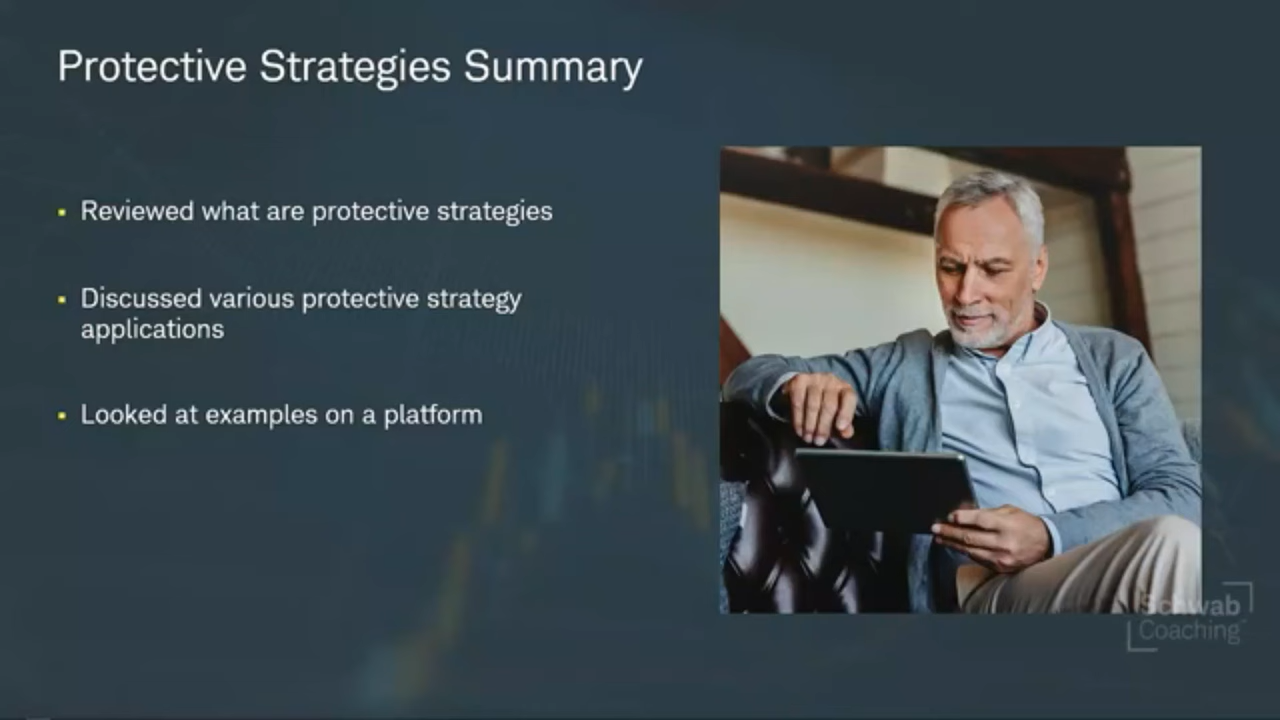 Protective Strategies Summary
▪ Reviewed what are protective strategies
▪ Discussed various protective strategy
applications
▪ Looked at examples on a platform
Schwab
Coaching™